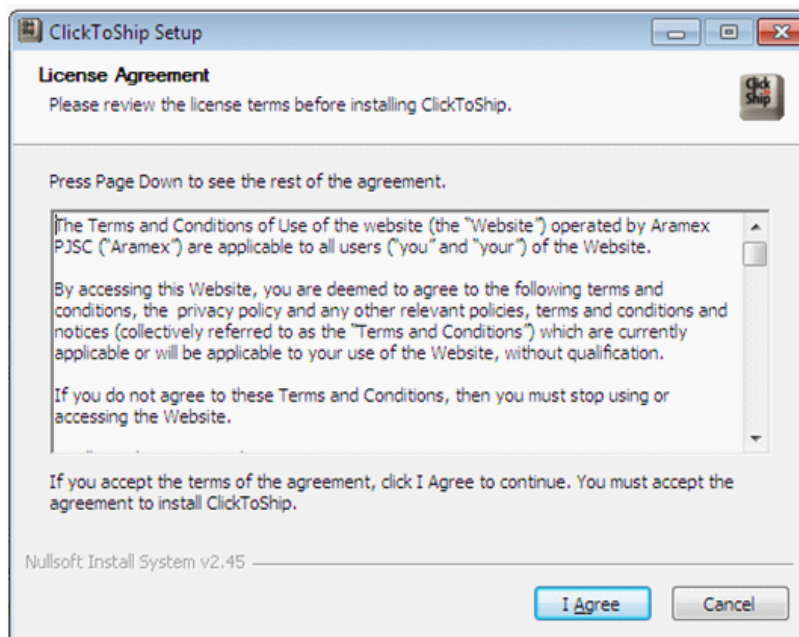 ClickToShip Setup
License Agreement
Please review the license terms before installing ClickToShip.
Click
Ship
Press Page Down to see the rest of the agreement.
The Terms and Conditions of Use of the website (the "Website") operated by Aramex
PJSC ("Aramex") are applicable to all users ("you" and "your") of the Website.
By accessing this Website, you are deemed to agree to the following terms and
conditions, the  privacy policy and any other relevant policies, terms and conditions and
notices (collectively referred to as the "Terms and Conditions") which are currently
applicable or will be applicable to your use of the Website, without qualification.
If you do not agree to these Terms and Conditions, then you must stop using or
accessing the Website.
If you accept the terms of the agreement, click I Agree to continue. You must accept the
agreement to install ClickToShip.
Nullsoft Install System v2.45
I Agree
Cancel